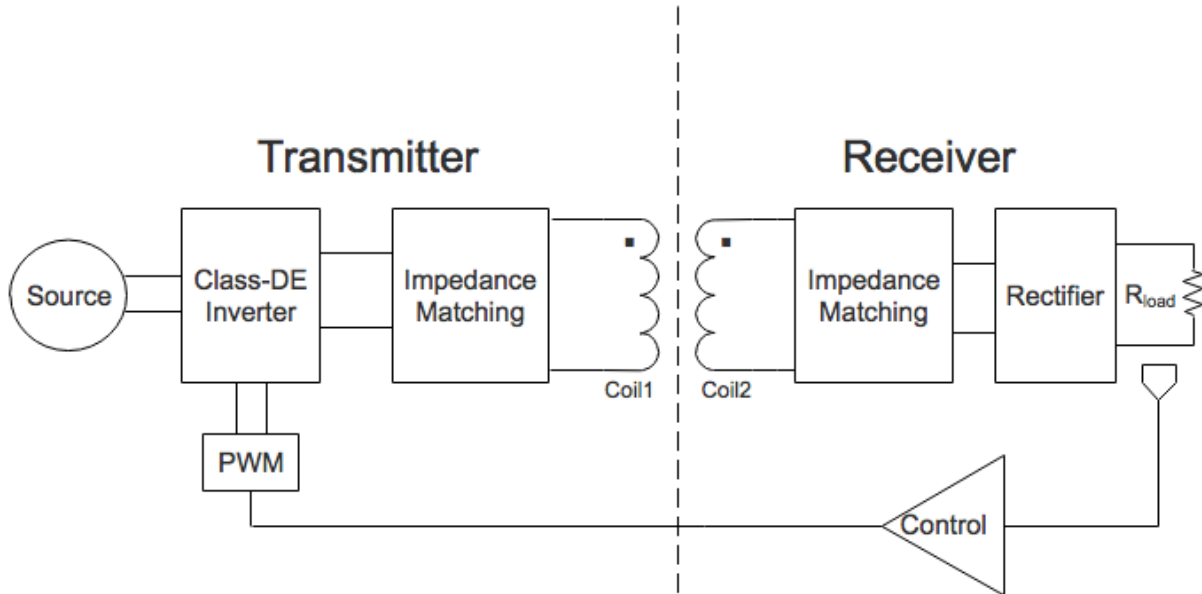 Transmitter
Receiver
Source
Class-DE
Inverter
Impedance
Matching
Coil1
Coil2
Impedance
Matching
Rectifier
Rload
PWM
Control